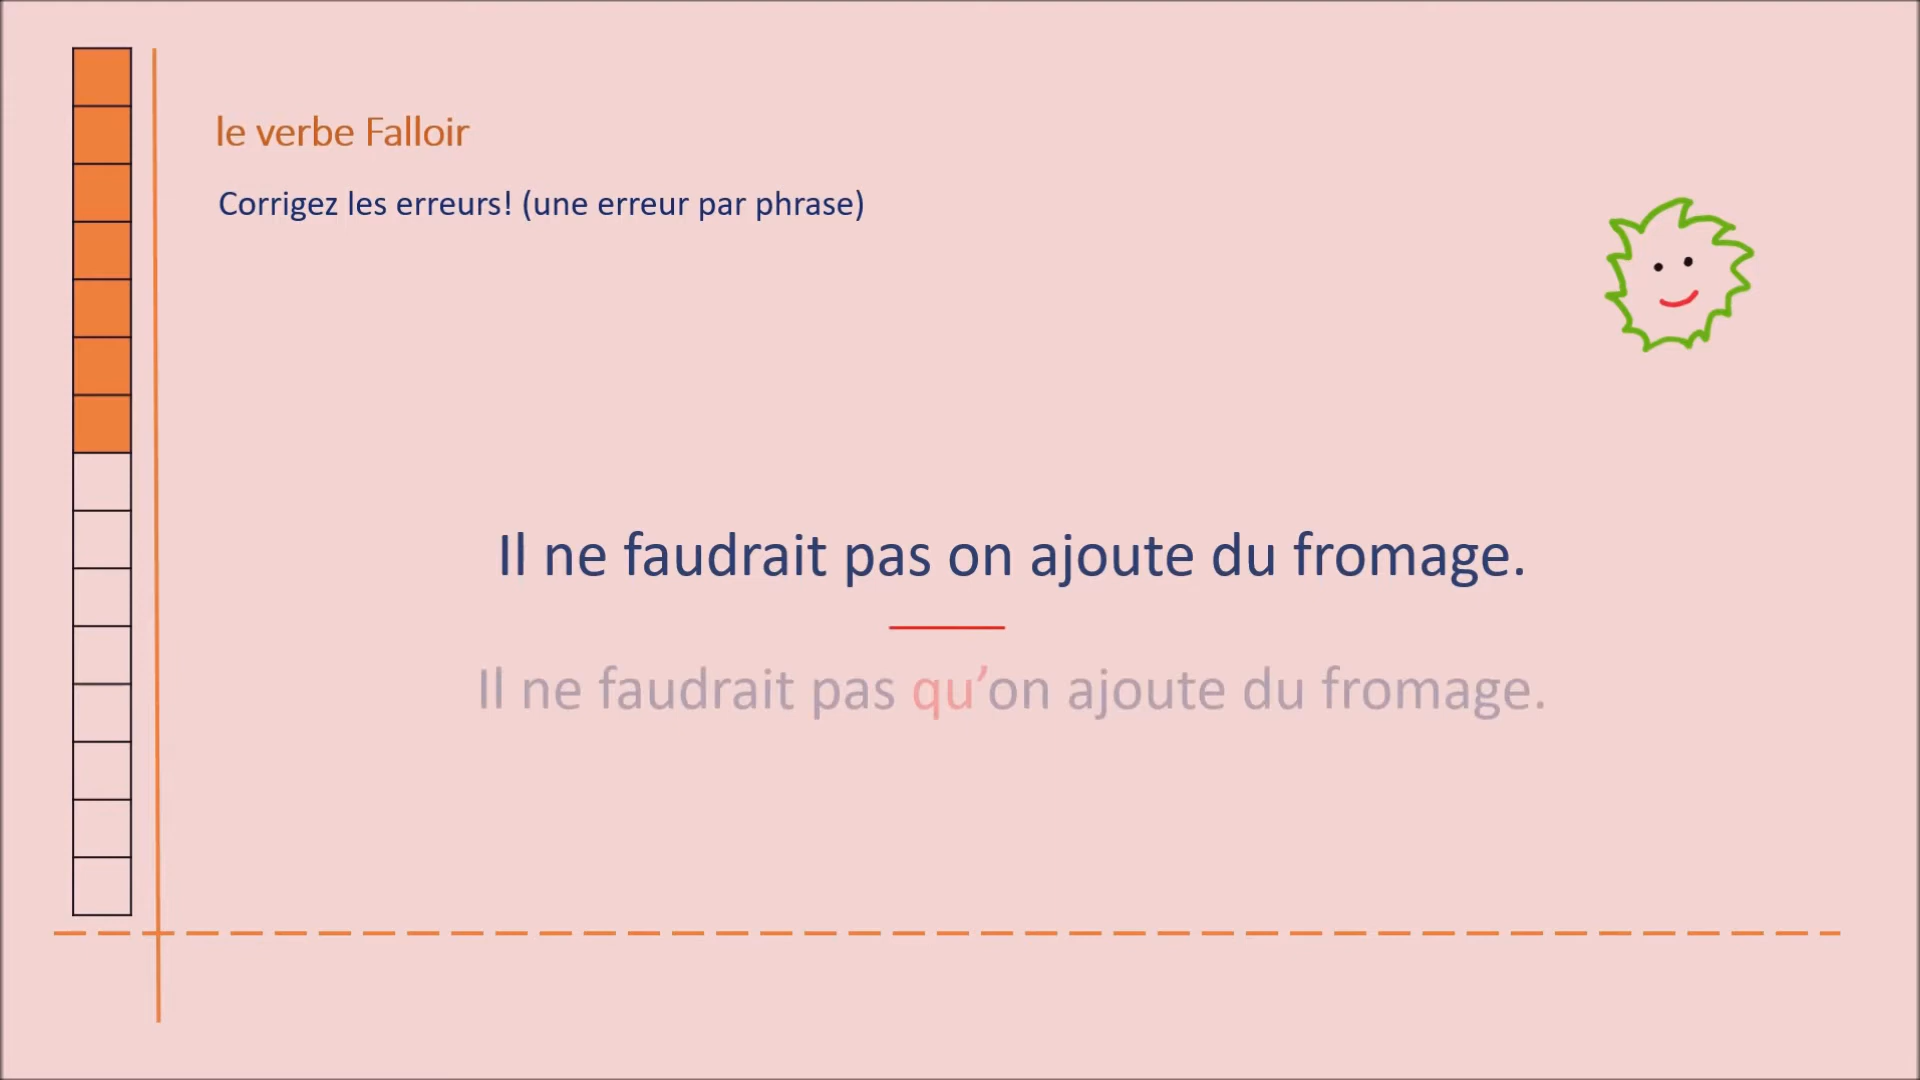 le verbe Falloir
Corrigez les erreurs! (une erreur par phrase)
Il ne faudrait pas on ajoute du fromage.
Il ne faudrait pas qu’on ajoute du fromage.